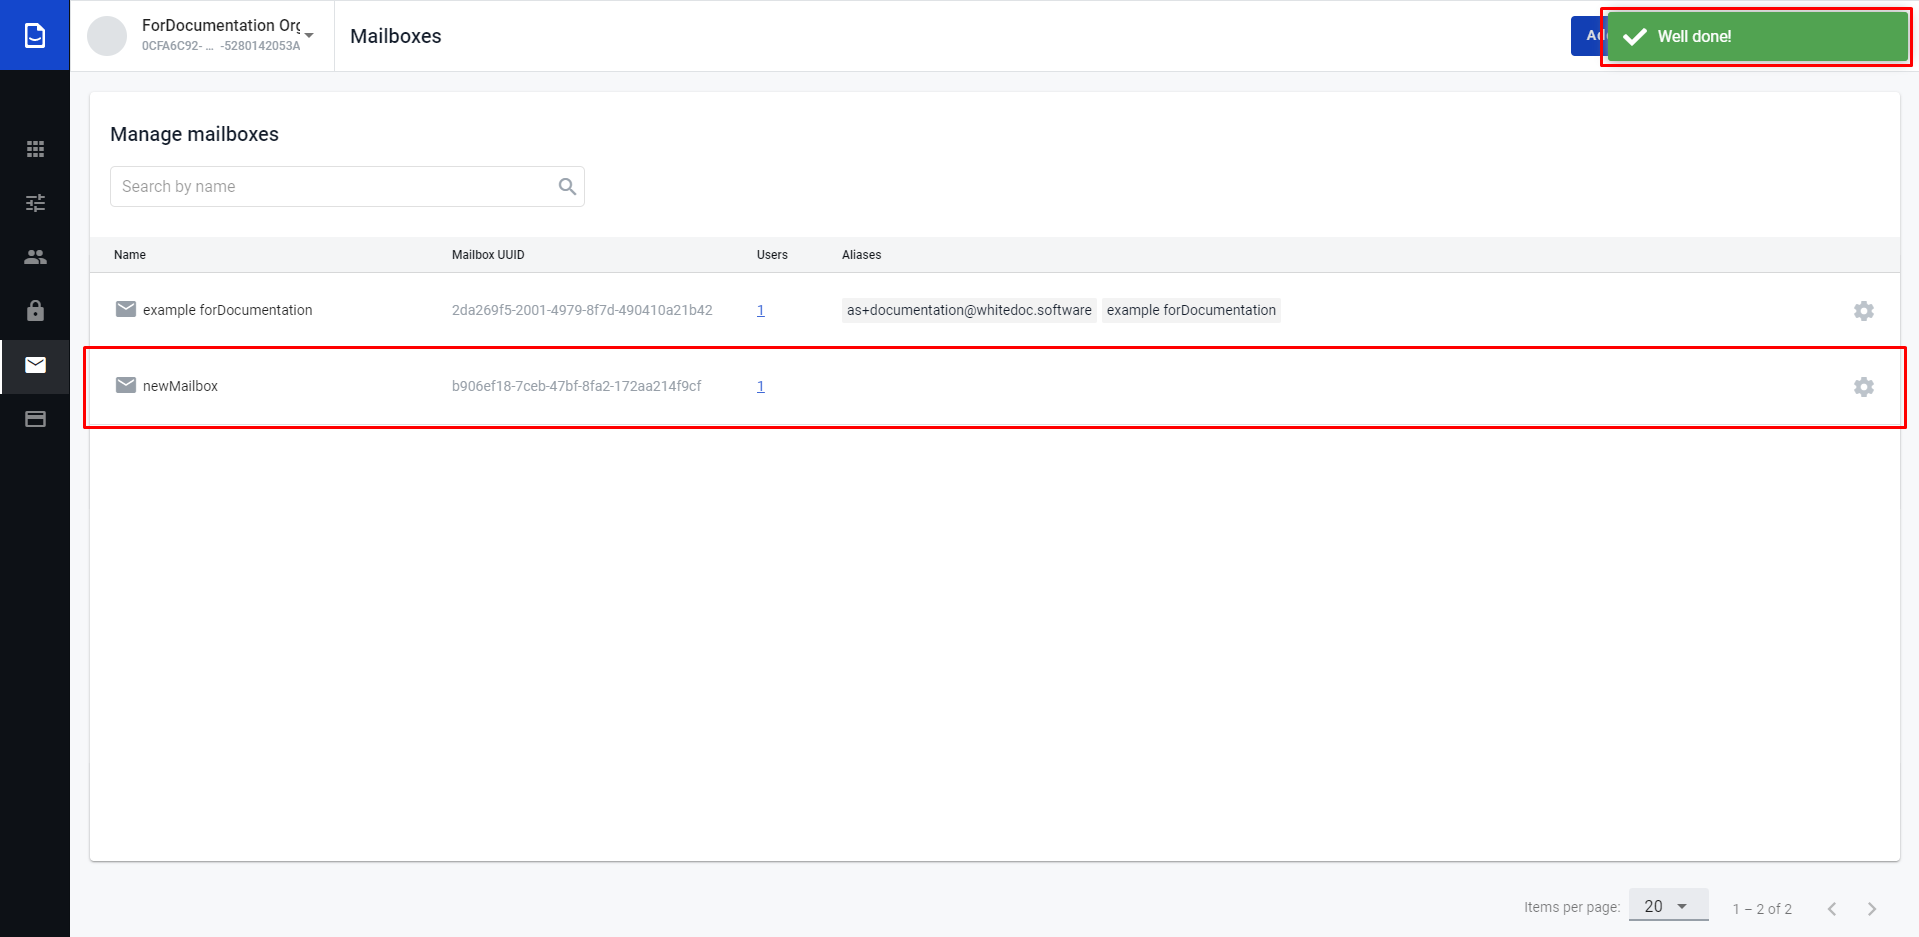 ForDocumentation Org
0CFA6C92- ... -5280142053A
Mailboxes
Well done!
Manage mailboxes
Search by name
Name Mailbox UUID Users Aliases
example forDocumentation 2da269f5-2001-4979-8f7d-490410a21b42 1 as+documentation@whitedoc.software example forDocumentation
newMailbox b906ef18-7ceb-47bf-8fa2-172aa214f9cf 1
Items per page: 20 1 – 2 of 2